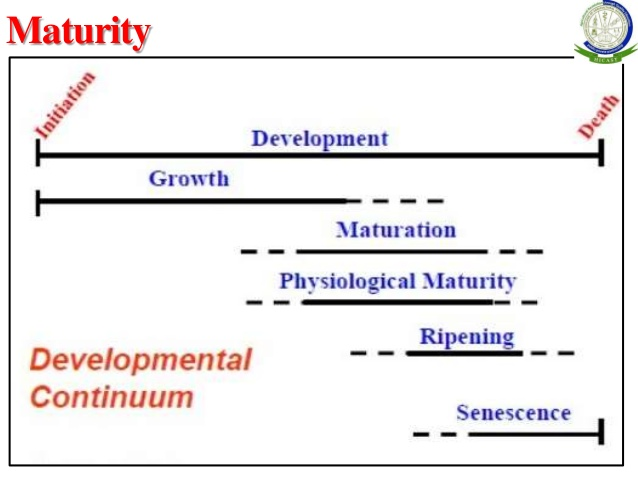 Maturity
Initiation
Death
Development
Growth
Maturation
Physiological Maturity
Ripening
Developmental
Continuum
Senescence